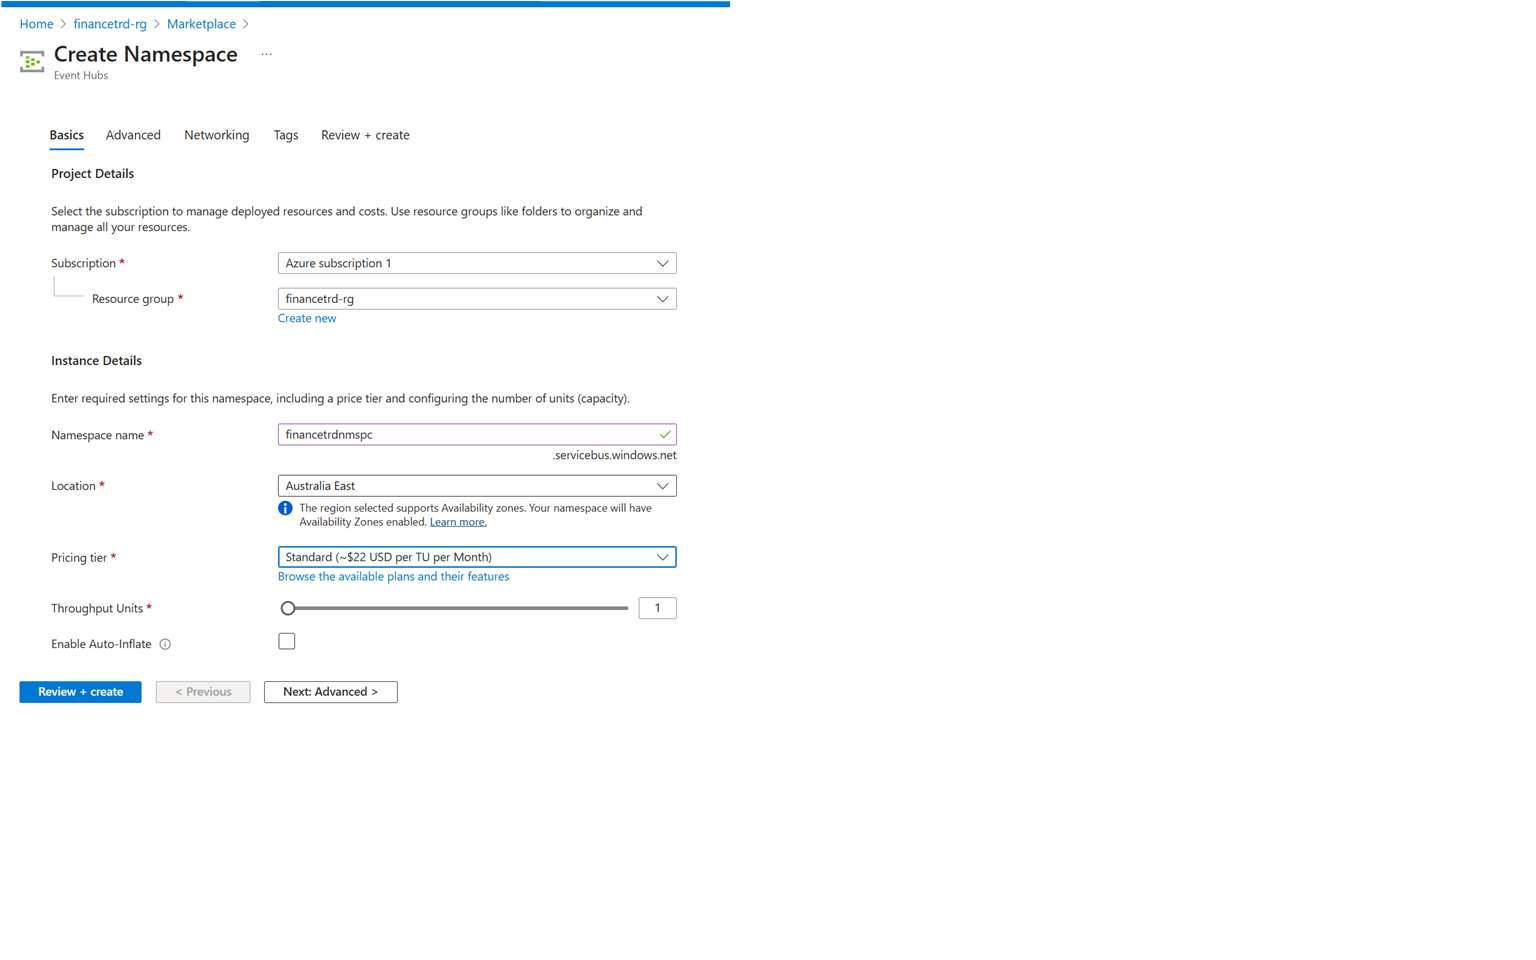 Home > financetrd-rg > Marketplace >
Create Namespace ...
Event Hubs
Basics Advanced Networking Tags Review + create
Project Details
Select the subscription to manage deployed resources and costs. Use resource groups like folders to organize and
manage all your resources.
Subscription * Azure subscription 1
Resource group * financetrd-rg
Create new
Instance Details
Enter required settings for this namespace, including a price tier and configuring the number of units (capacity).
Namespace name * financetrdnmspc
.servicebus.windows.net
Location * Australia East
The region selected supports Availability zones. Your namespace will have
Availability Zones enabled. Learn more.
Pricing tier * Standard (~$22 USD per TU per Month)
Browse the available plans and their features
Throughput Units * 1
Enable Auto-Inflate
Review + create < Previous Next: Advanced >